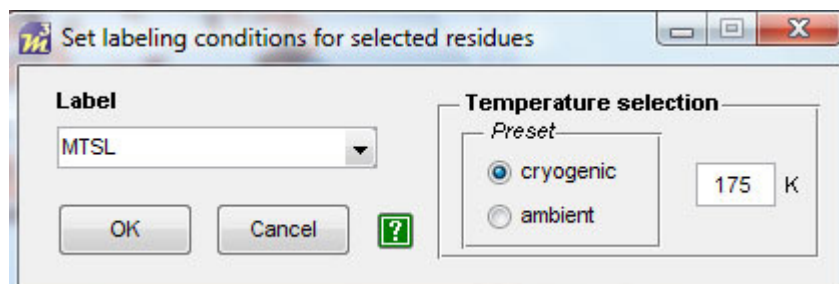 Set labeling conditions for selected residues
Label
MTSL
OK
Cancel
?
Temperature selection
Preset
cryogenic
ambient
175 K